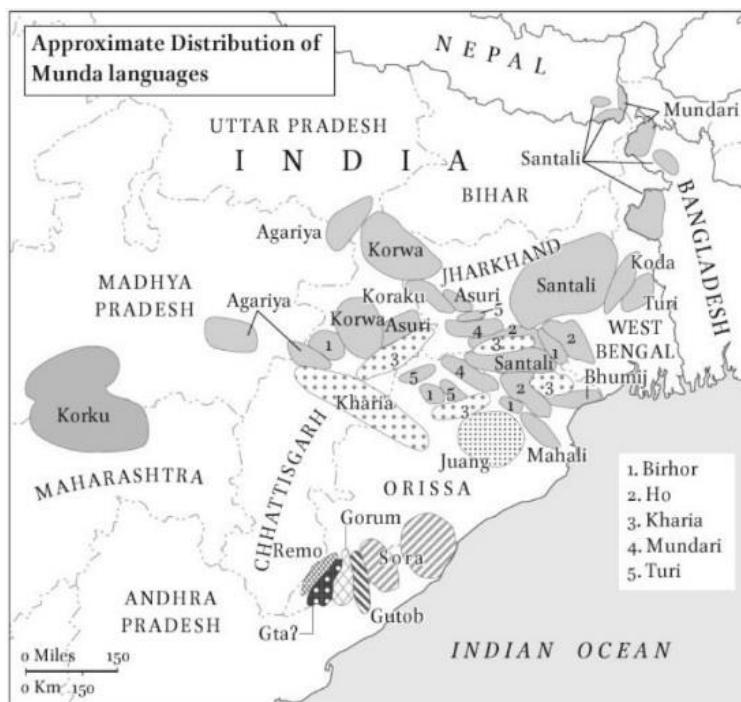 Approximate Distribution of
Munda languages
NEPAL
Mundari
UTTAR PRADESH
Santali
INDIA
BIHAR
BANGLADESH
Agariya
Korwa
JHARKHAND
Koda
Santali
MADHYA
PRADESH
Agariya
Koraku
Asuri
Turi
5
Korwa
Asuri
4
2
WEST
BENGAL
1
3
3
2
1
Santali
Bhumij
5
4
2
3
Korku
Kharia
1
5
3
1
Juang
Mahali
MAHARASHTRA
CHHATTISGARH
ORISSA
1. Birhor
2. Ho
3. Kharia
4. Mundari
5. Turi
Gorum
Remo
Sora
ANDHRA
PRADESH
Gta?
Gutob
0 Miles 150
0 Km 150
INDIAN OCEAN